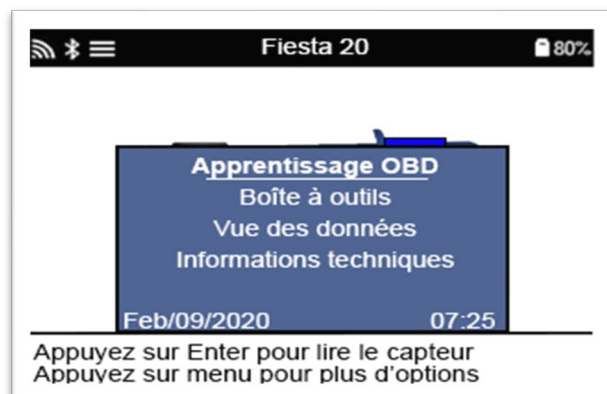 Fiesta 20
80%
Apprentissage OBD
Boîte à outils
Vue des données
Informations techniques
Feb/09/2020 07:25
Appuyez sur Enter pour lire le capteur
Appuyez sur menu pour plus d'options